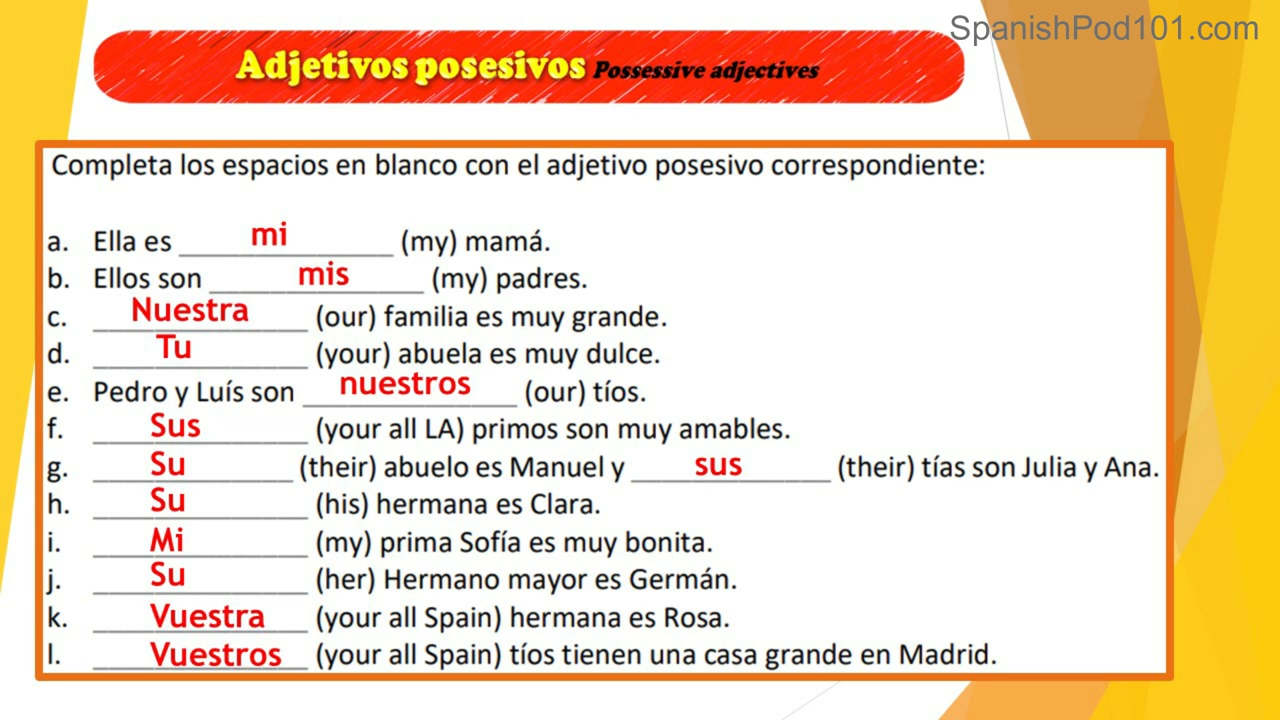 SpanishPod101.com
Adjetivos posesivos Possessive adjectives
Completa los espacios en blanco con el adjetivo posesivo correspondiente:
a. Ella es mi (my) mamá.
b. Ellos son mis (my) padres.
c. Nuestra (our) familia es muy grande.
d. Tu (your) abuela es muy dulce.
e. Pedro y Luís son nuestros (our) tíos.
f. Sus (your all LA) primos son muy amables.
g. Su (their) abuelo es Manuel y sus (their) tías son Julia y Ana.
h. Su (his) hermana es Clara.
i. Mi (my) prima Sofía es muy bonita.
j. Su (her) Hermano mayor es Germán.
k. Vuestra (your all Spain) hermana es Rosa.
l. Vuestros (your all Spain) tíos tienen una casa grande en Madrid.